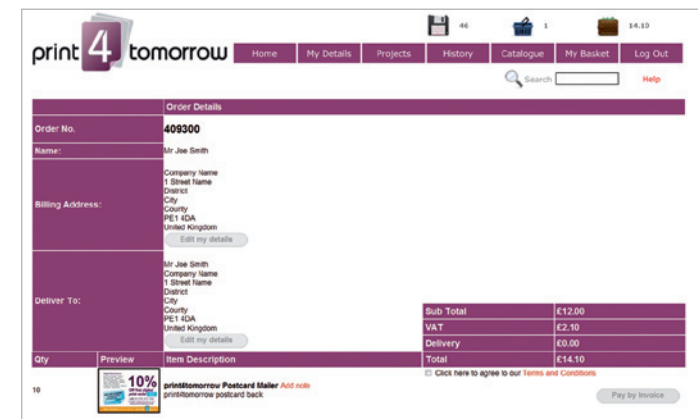 46
1
14.10
print 4 tomorrow
Home
My Details
Projects
History
Catalogue
My Basket
Log Out
Search
Help
Order Details
Order No.
409300
Name:
Mr Joe Smith
Billing Address:
Company Name
1 Street Name
District
City
County
PE1 4DA
United Kingdom
Edit my details
Deliver To:
Mr Joe Smith
Company Name
1 Street Name
District
City
County
PE1 4DA
United Kingdom
Edit my details
Sub Total £12.00
VAT £2.10
Delivery £0.00
Total £14.10
Qty Preview Item Description
Click here to agree to our Terms and Conditions
10
10%
print4tomorrow Postcard Mailer Add note
print4tomorrow postcard back
Pay by Invoice